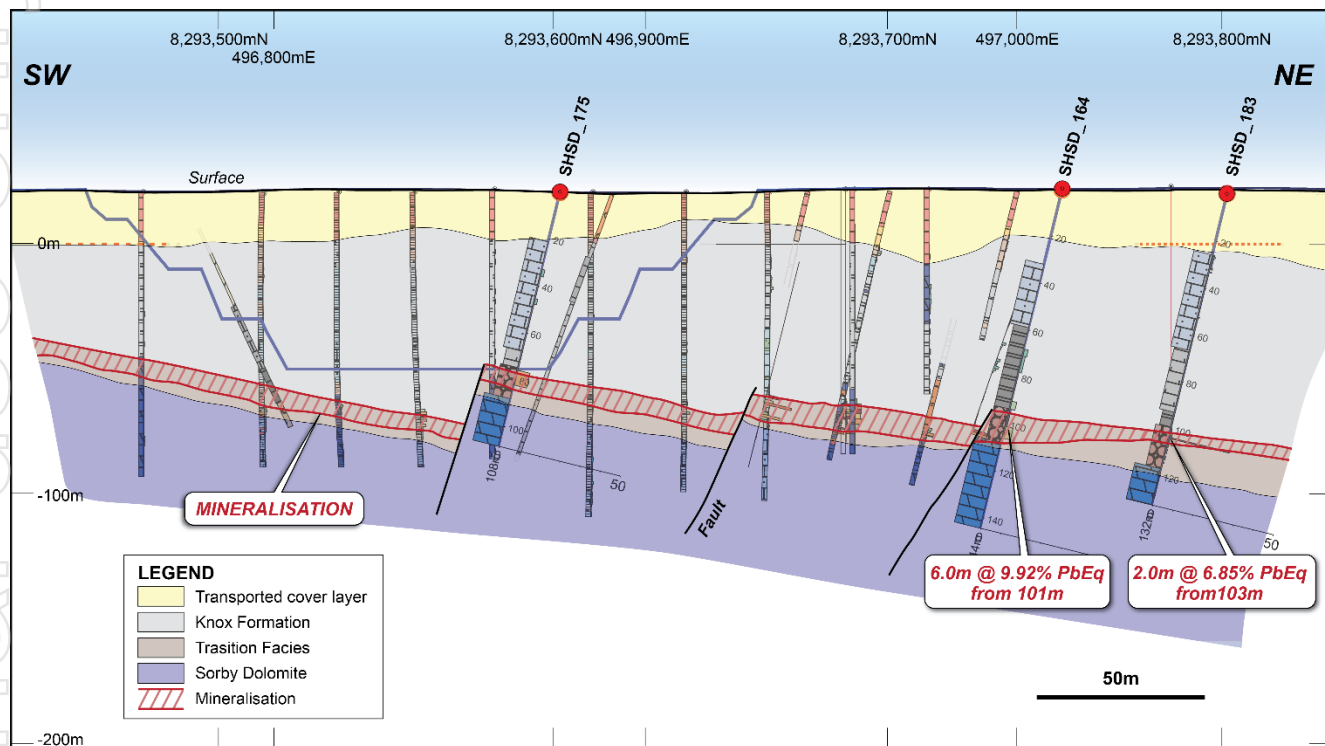 8,293,500mN
496,800mE
8,293,600mN
496,900mE
8,293,700mN
497,000mE
8,293,800mN
SW
NE
SHSD_175
SHSD_164
SHSD_183
Surface
0m
20
40
60
80
100
108m
50
20
40
60
80
100
120
140
20
40
60
80
100
120
132m
50
-100m
MINERALISATION
Fault
6.0m @ 9.92% PbEq
from 101m
2.0m @ 6.85% PbEq
from103m
LEGEND
Transported cover layer
Knox Formation
Trasition Facies
Sorby Dolomite
Mineralisation
50m
-200m